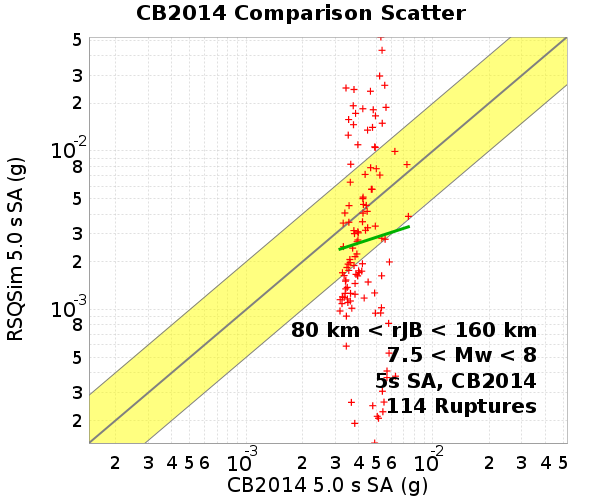 CB2014 Comparison Scatter
RSQSim 5.0 s SA (g)
5
3
2
10-2
8
5
3
2
10-3
8
5
3
2
80 km < rJB < 160 km
7.5 < Mw < 8
5s SA, CB2014
114 Ruptures
2 3 4 5 6 10-3 2 3 4 5 6 10-2 2 3 4 5
CB2014 5.0 s SA (g)